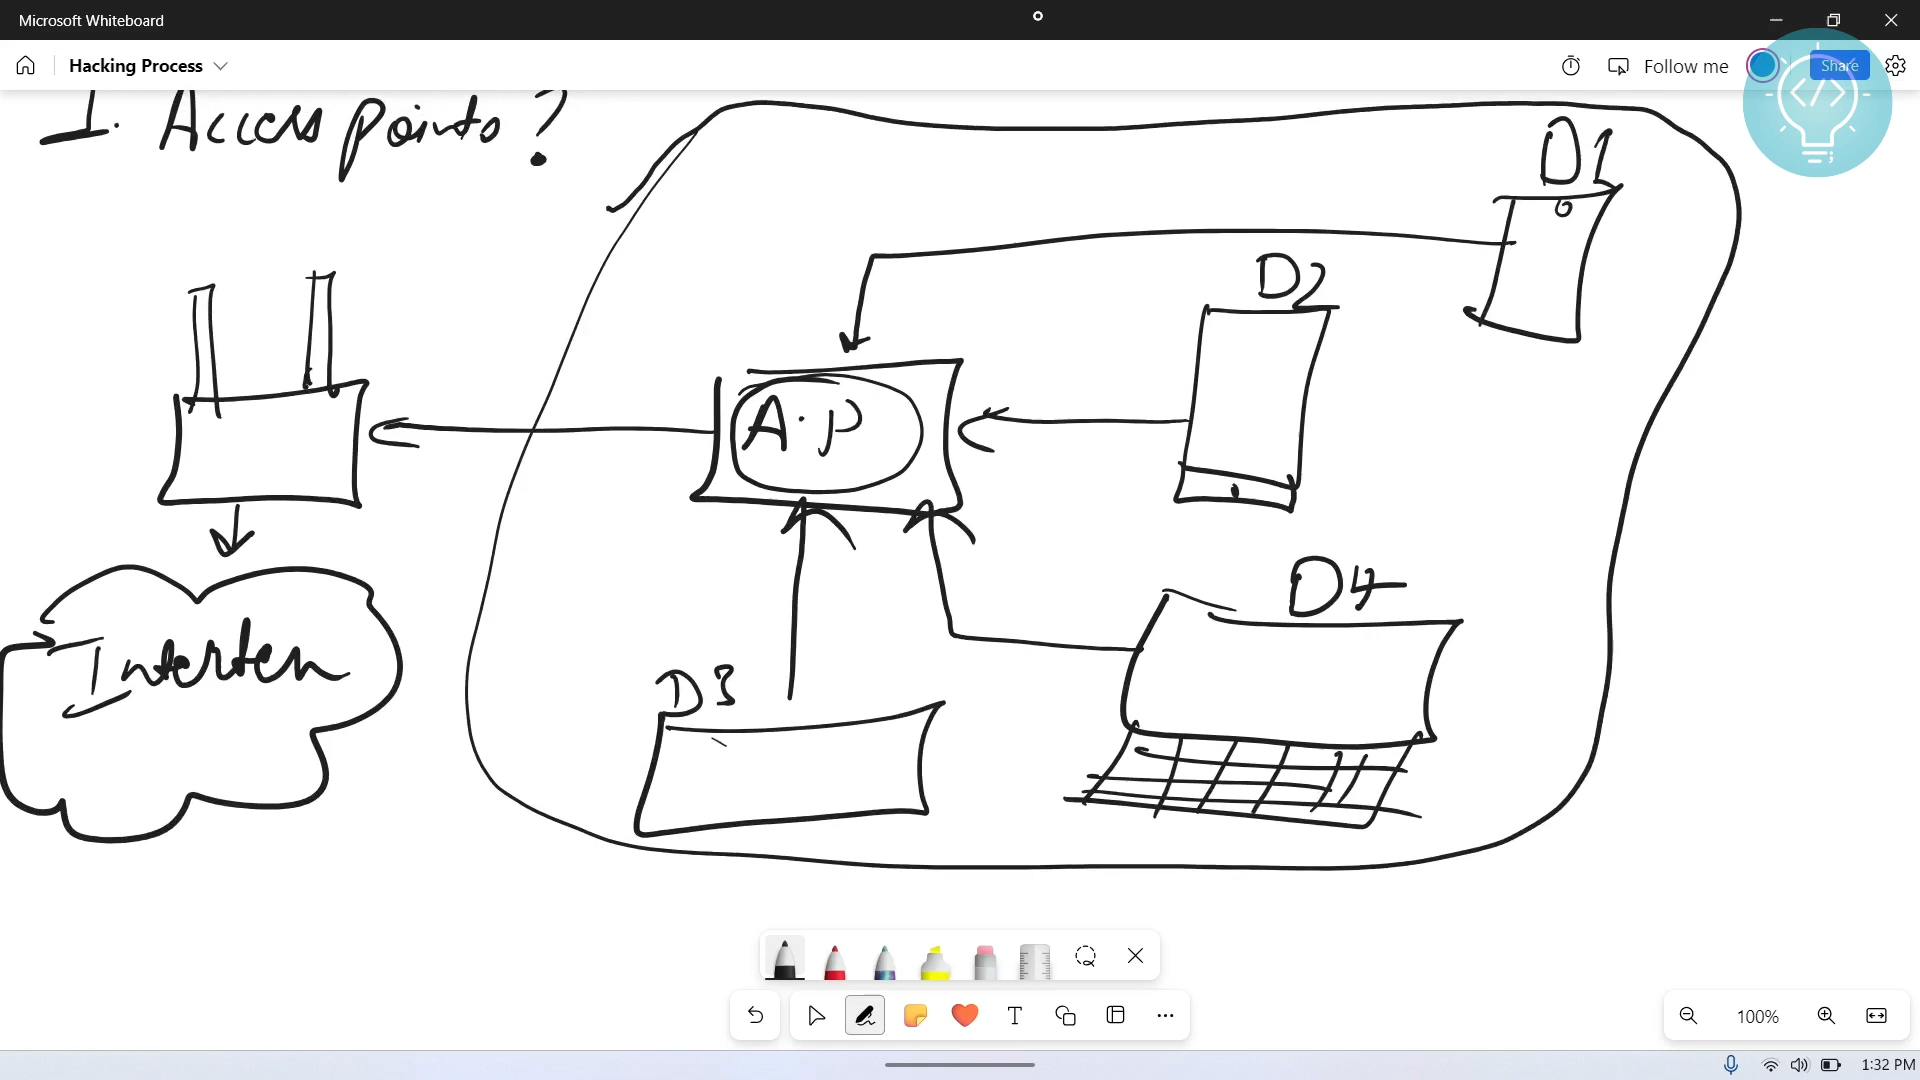 Microsoft Whiteboard
Hacking Process
Follow me
Share
1. Access points?
D1
D2
A.P
D4
Interten
D3
100%
1:32 PM